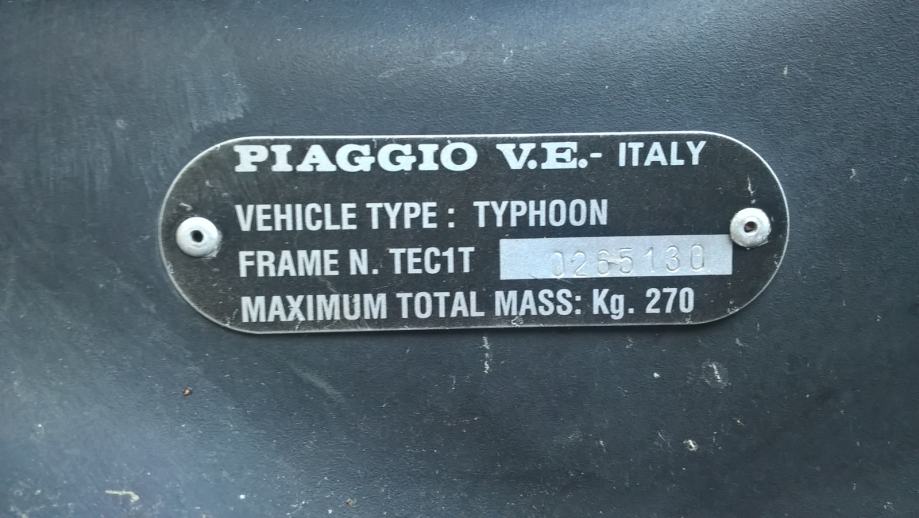 PIAGGIO V.E.- ITALY
VEHICLE TYPE : TYPHOON
FRAME N. TEC1T 0265130
MAXIMUM TOTAL MASS: Kg. 270